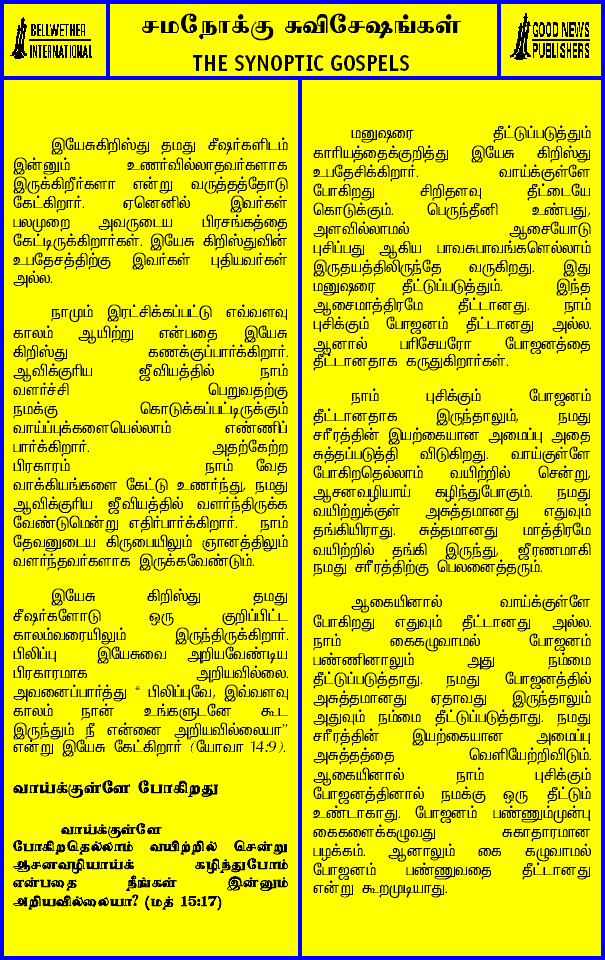 BELLWETHER
INTERNATIONAL
சமநோக்கு சுவிசேஷங்கள்
THE SYNOPTIC GOSPELS
GOOD NEWS
PUBLISHERS
இயேசுகிறிஸ்து தமது சீஷர்களிடம்
இன்னும் உணர்வில்லாதவர்களாக
இருக்கிறீர்களா என்று வருத்தத்தோடு
கேட்கிறார். ஏனெனில் இவர்கள்
பலமுறை அவருடைய பிரசங்கத்தை
கேட்டிருக்கிறார்கள். இயேசு கிறிஸ்துவின்
உபதேசத்திற்கு இவர்கள் புதியவர்கள்
அல்ல.
நாமும் இரட்சிக்கப்பட்டு எவ்வளவு
காலம் ஆயிற்று என்பதை இயேசு
கிறிஸ்து கணக்குப்பார்க்கிறார்.
ஆவிக்குரிய ஜீவியத்தில் நாம்
வளர்ச்சி பெறுவதற்கு
நமக்கு கொடுக்கப்பட்டிருக்கும்
வாய்ப்புக்களையெல்லாம் எண்ணிப்
பார்க்கிறார். அதற்கேற்ற
பிரகாரம் நாம் வேத
வாக்கியங்களை கேட்டு உணர்ந்து, நமது
ஆவிக்குரிய ஜீவியத்தில் வளர்ந்திருக்க
வேண்டுமென்று எதிர்பார்க்கிறார். நாம்
தேவனுடைய கிருபையிலும் ஞானத்திலும்
வளர்ந்தவர்களாக இருக்கவேண்டும்.
இயேசு கிறிஸ்து தமது
சீஷர்களோடு ஒரு குறிப்பிட்ட
காலம்வரையிலும் இருந்திருக்கிறார்.
பிலிப்பு இயேசுவை அறியவேண்டிய
பிரகாரமாக அறியவில்லை.
அவனைப்பார்த்து " பிலிப்புவே, இவ்வளவு
காலம் நான் உங்களுடனே கூட
இருந்தும் நீ என்னை அறியவில்லையா"
என்று இயேசு கேட்கிறார் (யோவா 14:9).
வாய்க்குள்ளே போகிறது
வாய்க்குள்ளே
போகிறதெல்லாம் வயிற்றில் சென்று
ஆசனவழியாய்க் கழிந்துபோம்
என்பதை நீங்கள் இன்னும்
அறியவில்லையா? (மத் 15:17)
மனுஷரை தீட்டுப்படுத்தும்
காரியத்தைக்குறித்து இயேசு கிறிஸ்து
உபதேசிக்கிறார். வாய்க்குள்ளே
போகிறது சிறிதளவு தீட்டையே
கொடுக்கும். பெருந்தீனி உண்பது,
அளவில்லாமல் ஆசையோடு
புசிப்பது ஆகிய பாவசுபாவங்களெல்லாம்
இருதயத்திலிருந்தே வருகிறது. இது
மனுஷரை தீட்டுப்படுத்தும். இந்த
ஆசைமாத்திரமே தீட்டானது. நாம்
புசிக்கும் போஜனம் தீட்டானது அல்ல.
ஆனால் பரிசேயரோ போஜனத்தை
தீட்டானதாக கருதுகிறார்கள்.
நாம் புசிக்கும் போஜனம்
தீட்டானதாக இருந்தாலும், நமது
சரீரத்தின் இயற்கையான அமைப்பு அதை
சுத்தப்படுத்தி விடுகிறது. வாய்குள்ளே
போகிறதெல்லாம் வயிற்றில் சென்று,
ஆசனவழியாய் கழிந்துபோகும். நமது
வயிற்றுக்குள் அசுத்தமானது எதுவும்
தங்கியிராது. சுத்தமானது மாத்திரமே
வயிற்றில் தங்கி இருந்து, ஜீரணமாகி
நமது சரீரத்திற்கு பெலனைத்தரும்.
ஆகையினால் வாய்க்குள்ளே
போகிறது எதுவும் தீட்டானது அல்ல.
நாம் கைகழுவாமல் போஜனம்
பண்ணினாலும் அது நம்மை
தீட்டுப்படுத்தாது. நமது போஜனத்தில்
அசுத்தமானது ஏதாவது இருந்தாலும்
அதுவும் நம்மை தீட்டுப்படுத்தாது. நமது
சரீரத்தின் இயற்கையான அமைப்பு
அசுத்தத்தை வெளியேற்றிவிடும்.
ஆகையினால் நாம் புசிக்கும்
போஜனத்தினால் நமக்கு ஒரு தீட்டும்
உண்டாகாது. போஜனம் பண்ணும்முன்பு
கைகளைக்கழுவது சுகாதாரமான
பழக்கம். ஆனாலும் கை கழுவாமல்
போஜனம் பண்ணுவதை தீட்டானது
என்று கூறமுடியாது.